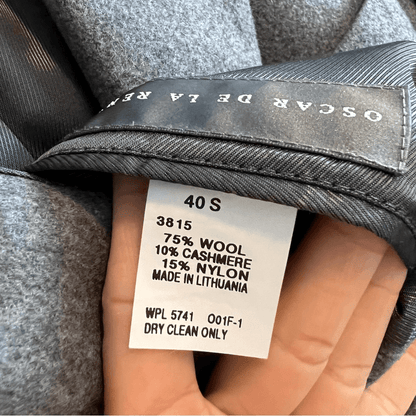 OSCAR DE LA REN
40 S
3815
75% WOOL
10% CASHMERE
15% NYLON
MADE IN LITHUANIA
WPL 5741 O01F-1
DRY CLEAN ONLY